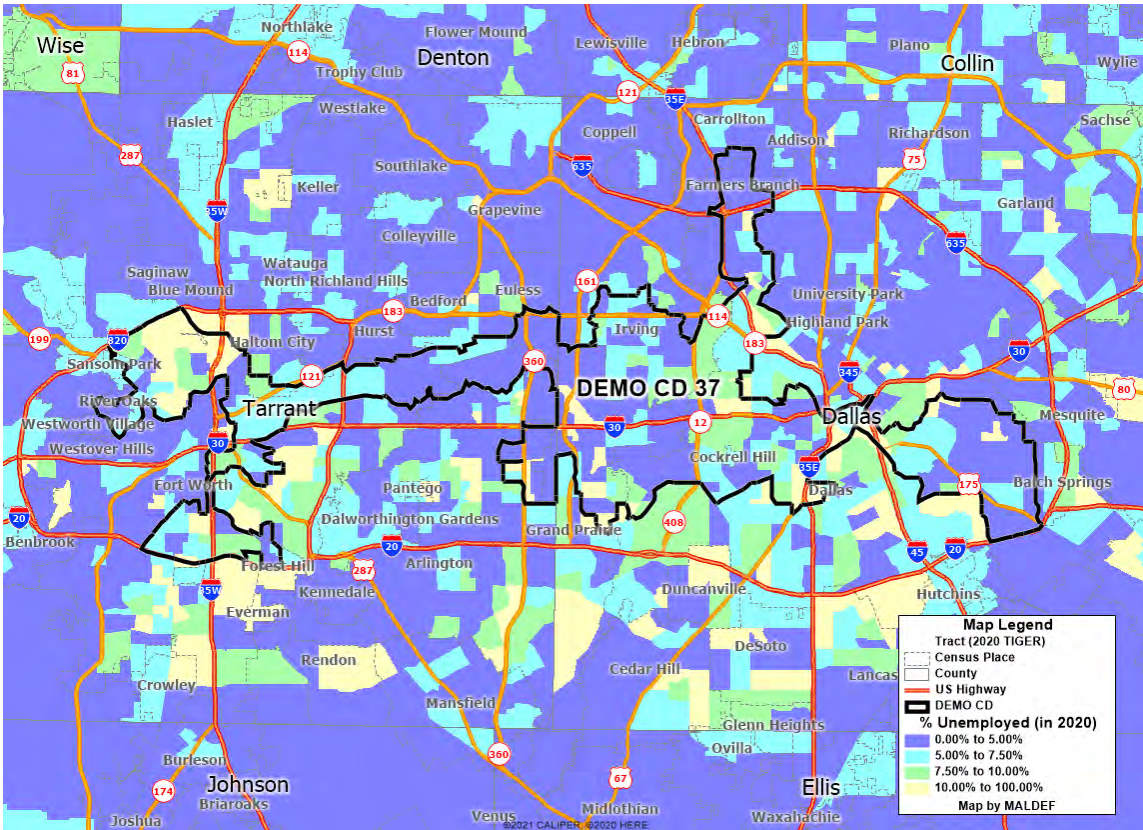 Northlake
Flower Mound
Lewisville
Hebron
Plano
Wise
114
Denton
Collin
Wylie
81
Trophy Club
121
35E
Westlake
Haslet
Coppell
Carrollton
Addison
Richardson
Sachse
287
Southlake
635
75
Keller
Farmers Branch
Garland
35W
Grapevine
Colleyville
635
Watauga
Saginaw
North Richland Hills
161
Blue Mound
Bedford
Euless
University Park
183
114
Highland Park
199
820
Haltom City
Hurst
Irving
183
Sansom Park
360
30
121
345
80
River Oaks
Tarrant
DEMO CD 37
Dallas
Mesquite
Westworth Village
30
30
12
Westover Hills
Cockrell Hill
35E
Fort Worth
Pantego
Dallas
175
Balch Springs
20
Dalworthington Gardens
Grand Prairie
408
Benbrook
20
Arlington
45
20
Forest Hill
287
Kennedale
35W
Duncanville
Hutchins
Everman
Rendon
DeSoto
Cedar Hill
Lancas
Crowley
Mansfield
Glenn Heights
Ovilla
360
Burleson
67
Johnson
Ellis
174
Briaroaks
Midlothian
Joshua
Venus
Waxahachie
©2021 CALIPER; ©2020 HERE
Map Legend
Tract (2020 TIGER)
Census Place
County
US Highway
DEMO CD
% Unemployed (in 2020)
0.00% to 5.00%
5.00% to 7.50%
7.50% to 10.00%
10.00% to 100.00%
Map by MALDEF